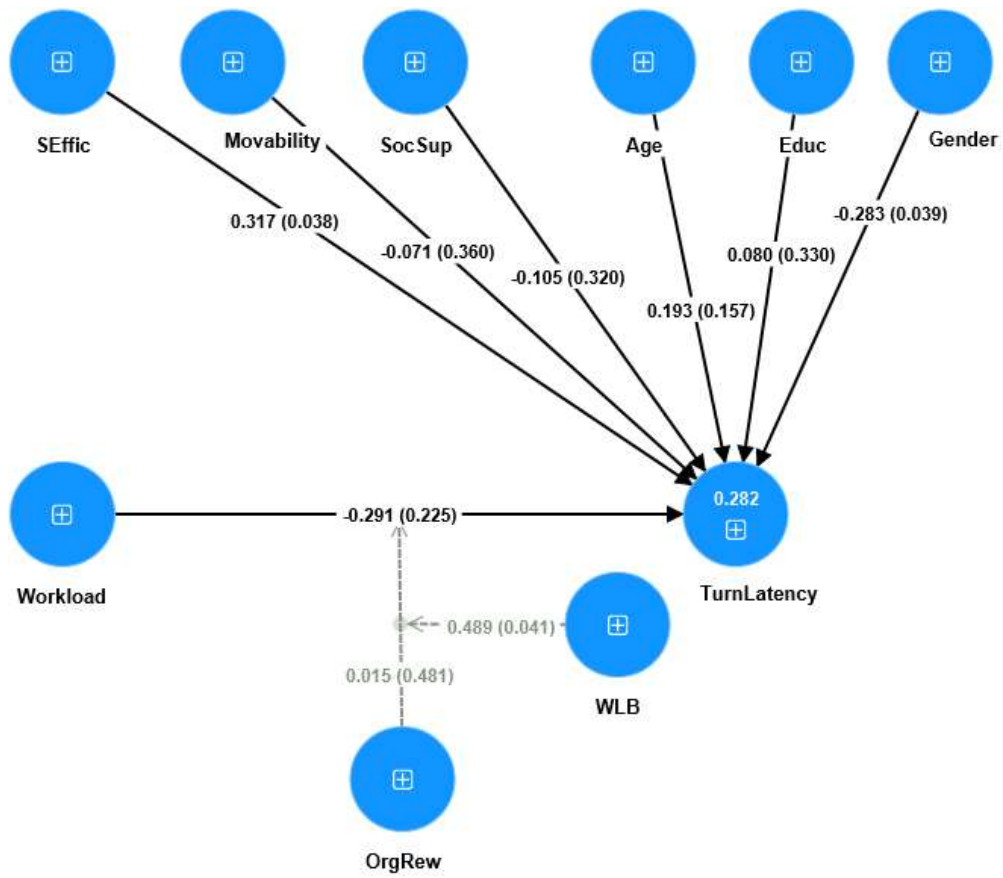 SEffic
Movability
SocSup
Age
Educ
Gender
0.317 (0.038)
-0.071 (0.360)
-0.105 (0.320)
0.193 (0.157)
0.080 (0.330)
-0.283 (0.039)
Workload
-0.291 (0.225)
0.282
TurnLatency
0.489 (0.041)
WLB
0.015 (0.481)
OrgRew